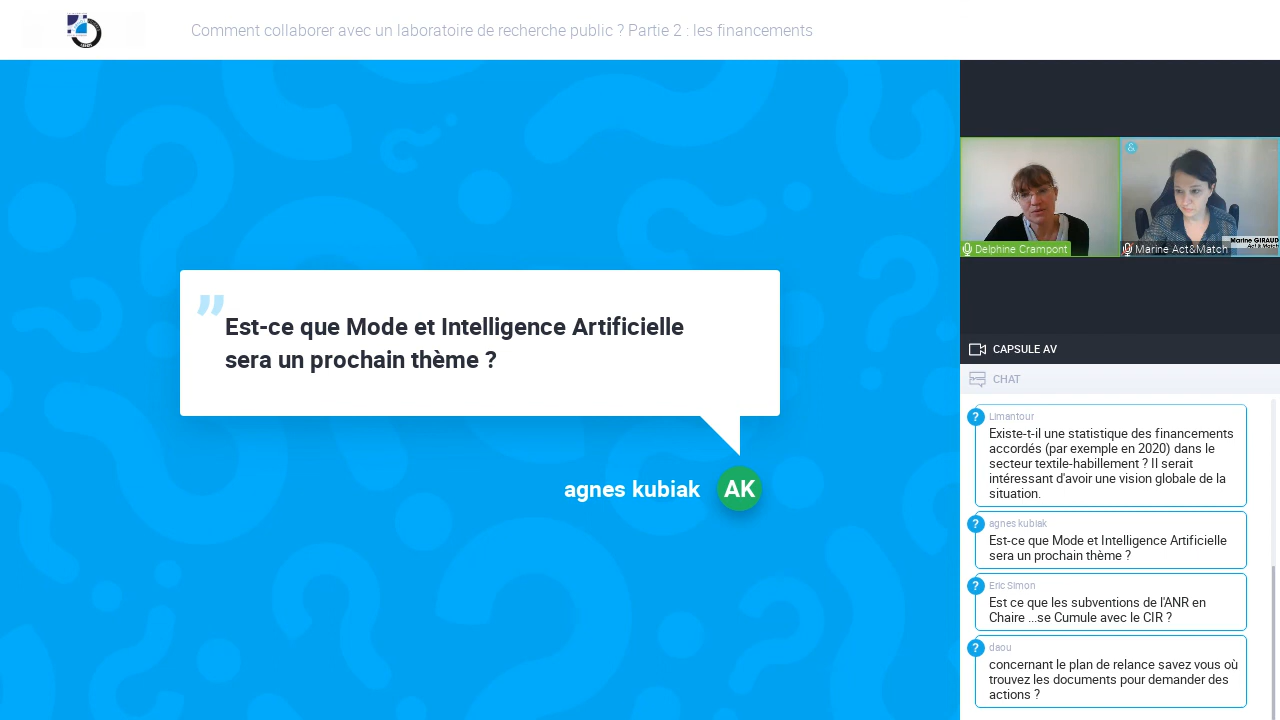 Comment collaborer avec un laboratoire de recherche public ? Partie 2 : les financements
Est-ce que Mode et Intelligence Artificielle
sera un prochain thème ?
agnes kubiak
AK
Delphine Crampont
Marine GIRAUD
Act & Match
Marine Act&Match
CAPSULE AV
CHAT
? Limantour
Existe-t-il une statistique des financements
accordés (par exemple en 2020) dans le
secteur textile-habillement ? Il serait
intéressant d'avoir une vision globale de la
situation.
? agnes kubiak
Est-ce que Mode et Intelligence Artificielle
sera un prochain thème ?
? Eric Simon
Est ce que les subventions de l'ANR en
Chaire ...se Cumule avec le CIR ?
? daou
concernant le plan de relance savez vous où
trouvez les documents pour demander des
actions ?